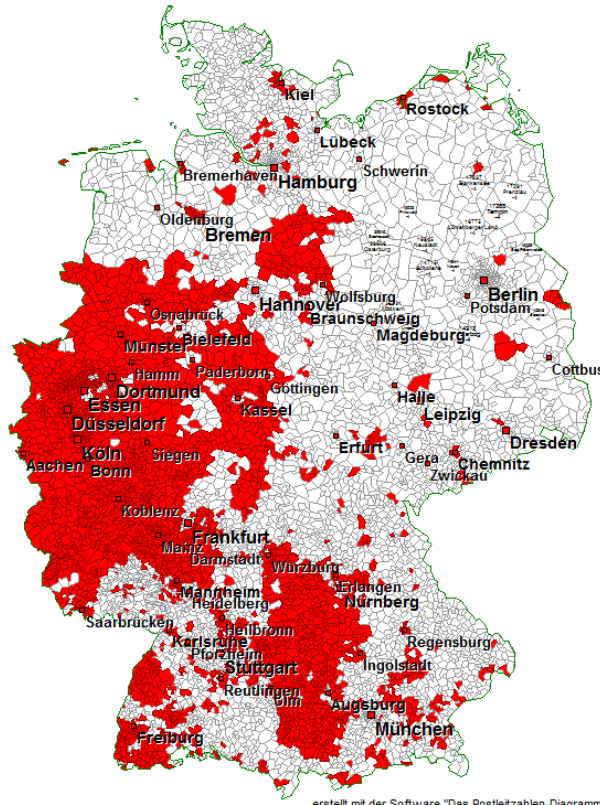 Kiel
Rostock
Lübeck
Schwerin
Bremerhaven
Hamburg
Oldenburg
Bremen
Hannover
Wolfsburg
Braunschweig
Magdeburg
Berlin
Potsdam
Osnabrück
Münster
Bielefeld
Hamm
Paderborn
Dortmund
Göttingen
Essen
Kassel
Düsseldorf
Halle
Leipzig
Cottbus
Köln
Siegen
Erfurt
Gera
Dresden
Aachen
Bonn
Chemnitz
Zwickau
Koblenz
Frankfurt
Mainz
Darmstadt
Würzburg
Mannheim
Erlangen
Heidelberg
Nürnberg
Saarbrücken
Heilbronn
Karlsruhe
Regensburg
Pforzheim
Stuttgart
Ingolstadt
Reutlingen
Ulm
Augsburg
Freiburg
München
erstellt mit der Software "Das Postleitzahlen-Diagramm